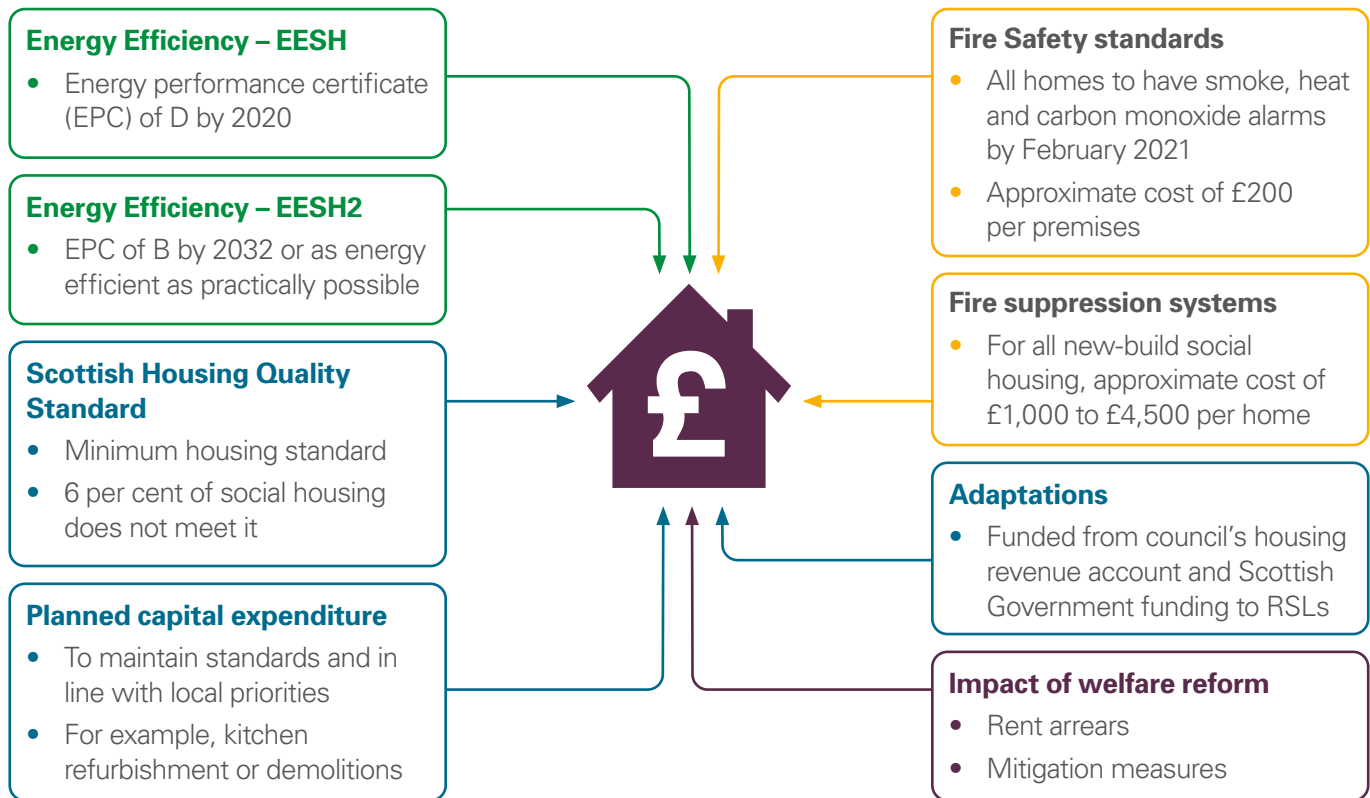 Energy Efficiency – EESH
• Energy performance certificate
(EPC) of D by 2020
Energy Efficiency – EESH2
• EPC of B by 2032 or as energy
efficient as practically possible
Scottish Housing Quality
Standard
• Minimum housing standard
• 6 per cent of social housing
does not meet it
Planned capital expenditure
• To maintain standards and in
line with local priorities
• For example, kitchen
refurbishment or demolitions
£
Fire Safety standards
• All homes to have smoke, heat
and carbon monoxide alarms
by February 2021
• Approximate cost of £200
per premises
Fire suppression systems
• For all new-build social
housing, approximate cost of
£1,000 to £4,500 per home
Adaptations
• Funded from council’s housing
revenue account and Scottish
Government funding to RSLs
Impact of welfare reform
• Rent arrears
• Mitigation measures